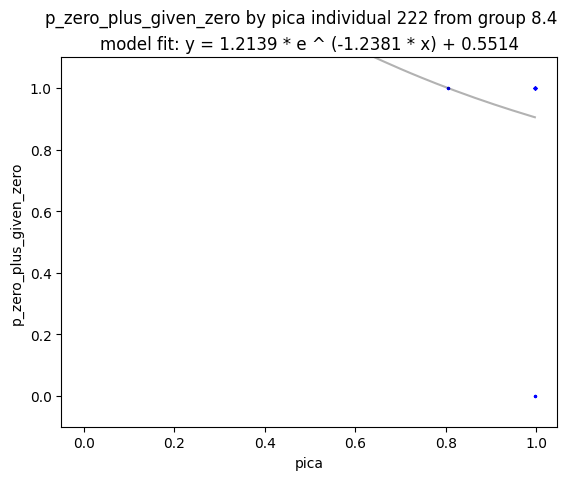 p_zero_plus_given_zero by pica individual 222 from group 8.4
model fit: y = 1.2139 * e ^ (-1.2381 * x) + 0.5514
1.0
0.8
0.6
0.4
0.2
0.0
p_zero_plus_given_zero
0.0 0.2 0.4 0.6 0.8 1.0
pica